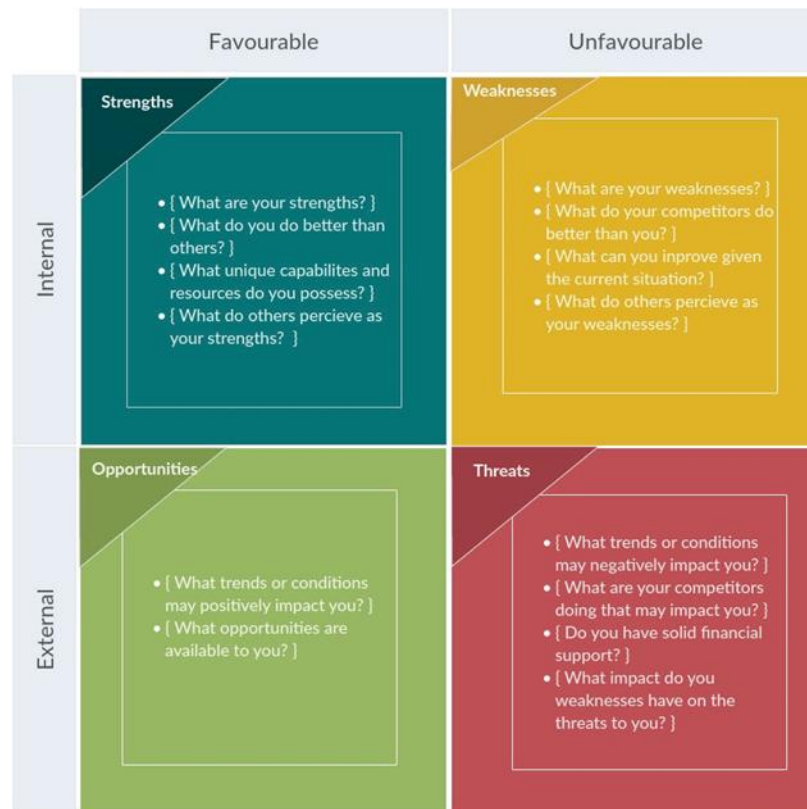 Favourable
Unfavourable
Internal
Strengths
• { What are your strengths? }
• { What do you do better than
others? }
• { What unique capabilites and
resources do you possess? }
• { What do others percieve as
your strengths?  }
Weaknesses
• { What are your weaknesses? }
• { What do your competitors do
better than you? }
• { What can you inprove given
the current situation? }
• { What do others percieve as
your weaknesses? }
External
Opportunities
• { What trends or conditions
may positively impact you? }
• { What opportunities are
available to you? }
Threats
• { What trends or conditions
may negatively impact you? }
• { What are your competitors
doing that may impact you? }
• { Do you have solid financial
support? }
• { What impact do you
weaknesses have on the
threats to you? }